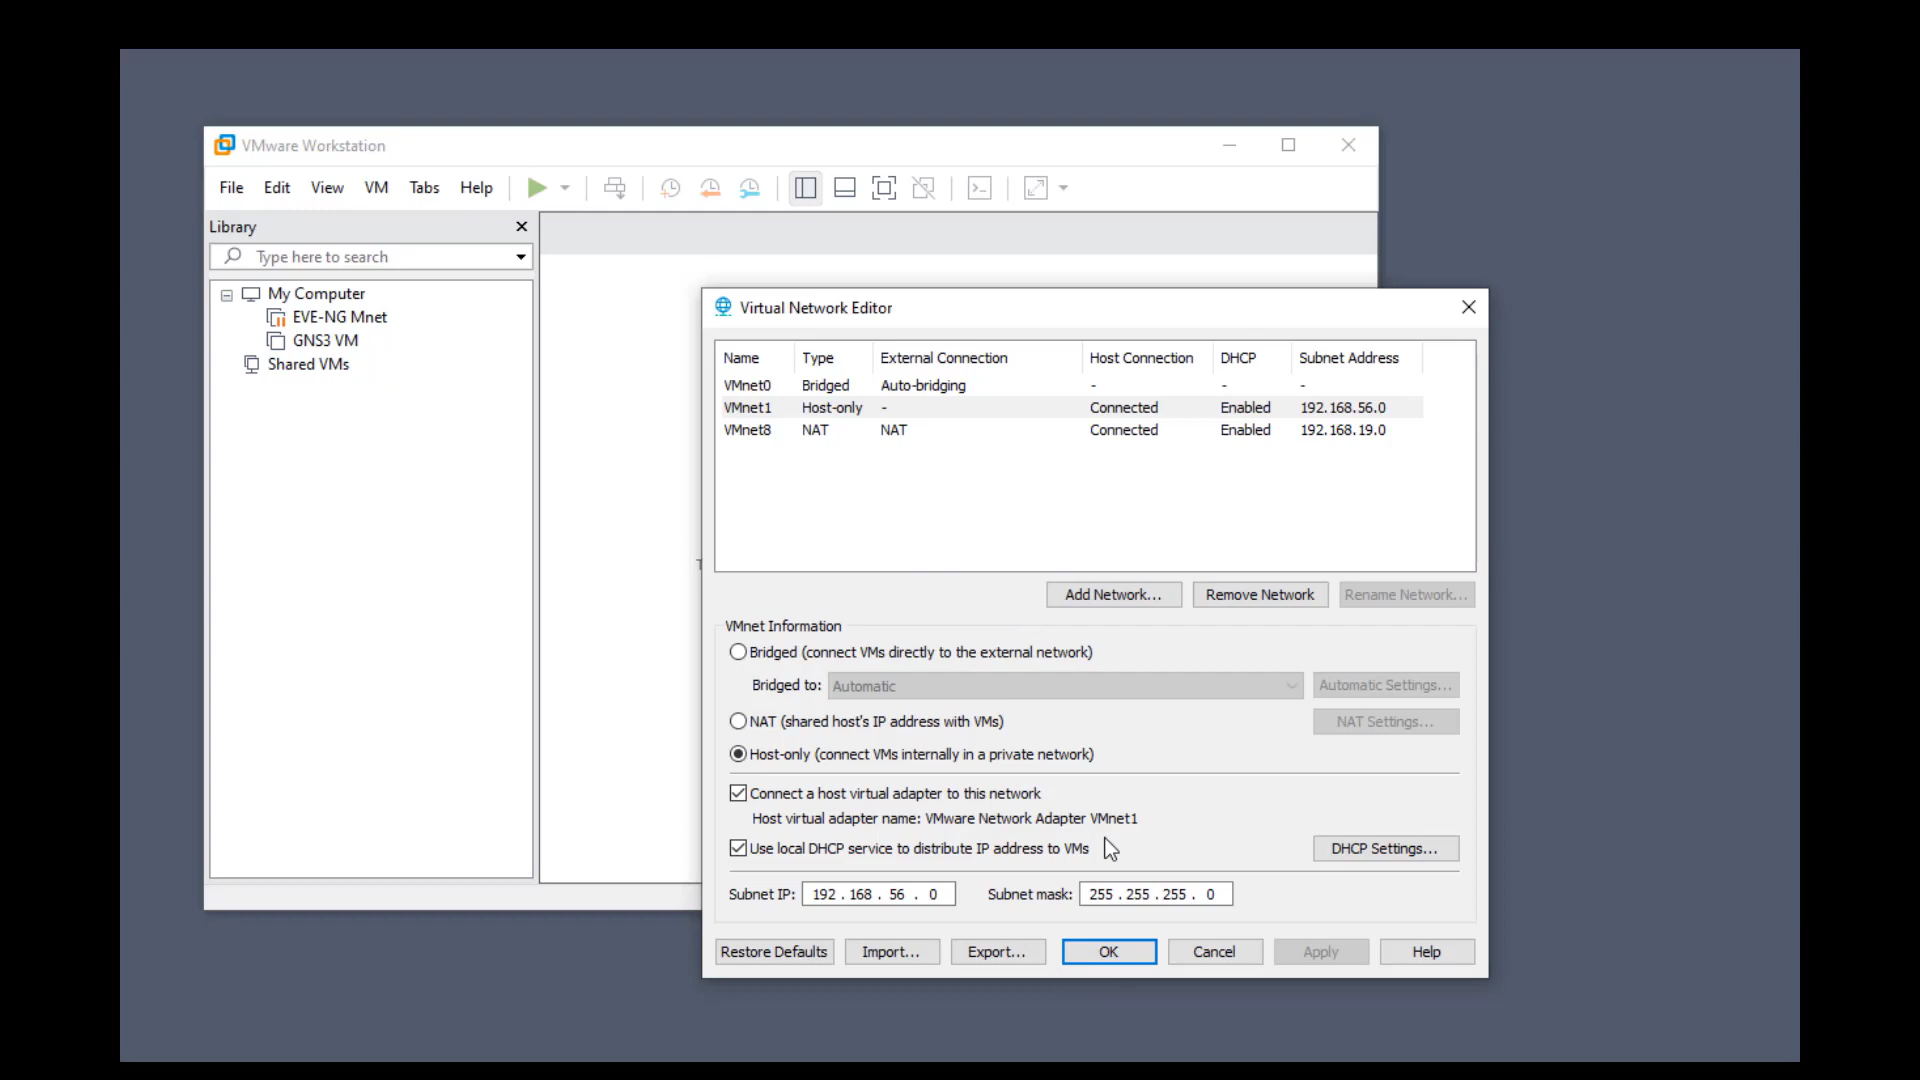 VMware Workstation
File Edit View VM Tabs Help
Library
Type here to search
My Computer
EVE-NG Mnet
GNS3 VM
Shared VMs
T
Virtual Network Editor
Name Type External Connection Host Connection DHCP Subnet Address
VMnet0 Bridged Auto-bridging - - -
VMnet1 Host-only - Connected Enabled 192.168.56.0
VMnet8 NAT NAT Connected Enabled 192.168.19.0
Add Network... Remove Network Rename Network...
VMnet Information
Bridged (connect VMs directly to the external network)
Bridged to: Automatic Automatic Settings...
NAT (shared host's IP address with VMs) NAT Settings...
Host-only (connect VMs internally in a private network)
Connect a host virtual adapter to this network
Host virtual adapter name: VMware Network Adapter VMnet1
Use local DHCP service to distribute IP address to VMs DHCP Settings...
Subnet IP: 192 . 168 . 56 . 0 Subnet mask: 255 . 255 . 255 . 0
Restore Defaults Import... Export... OK Cancel Apply Help